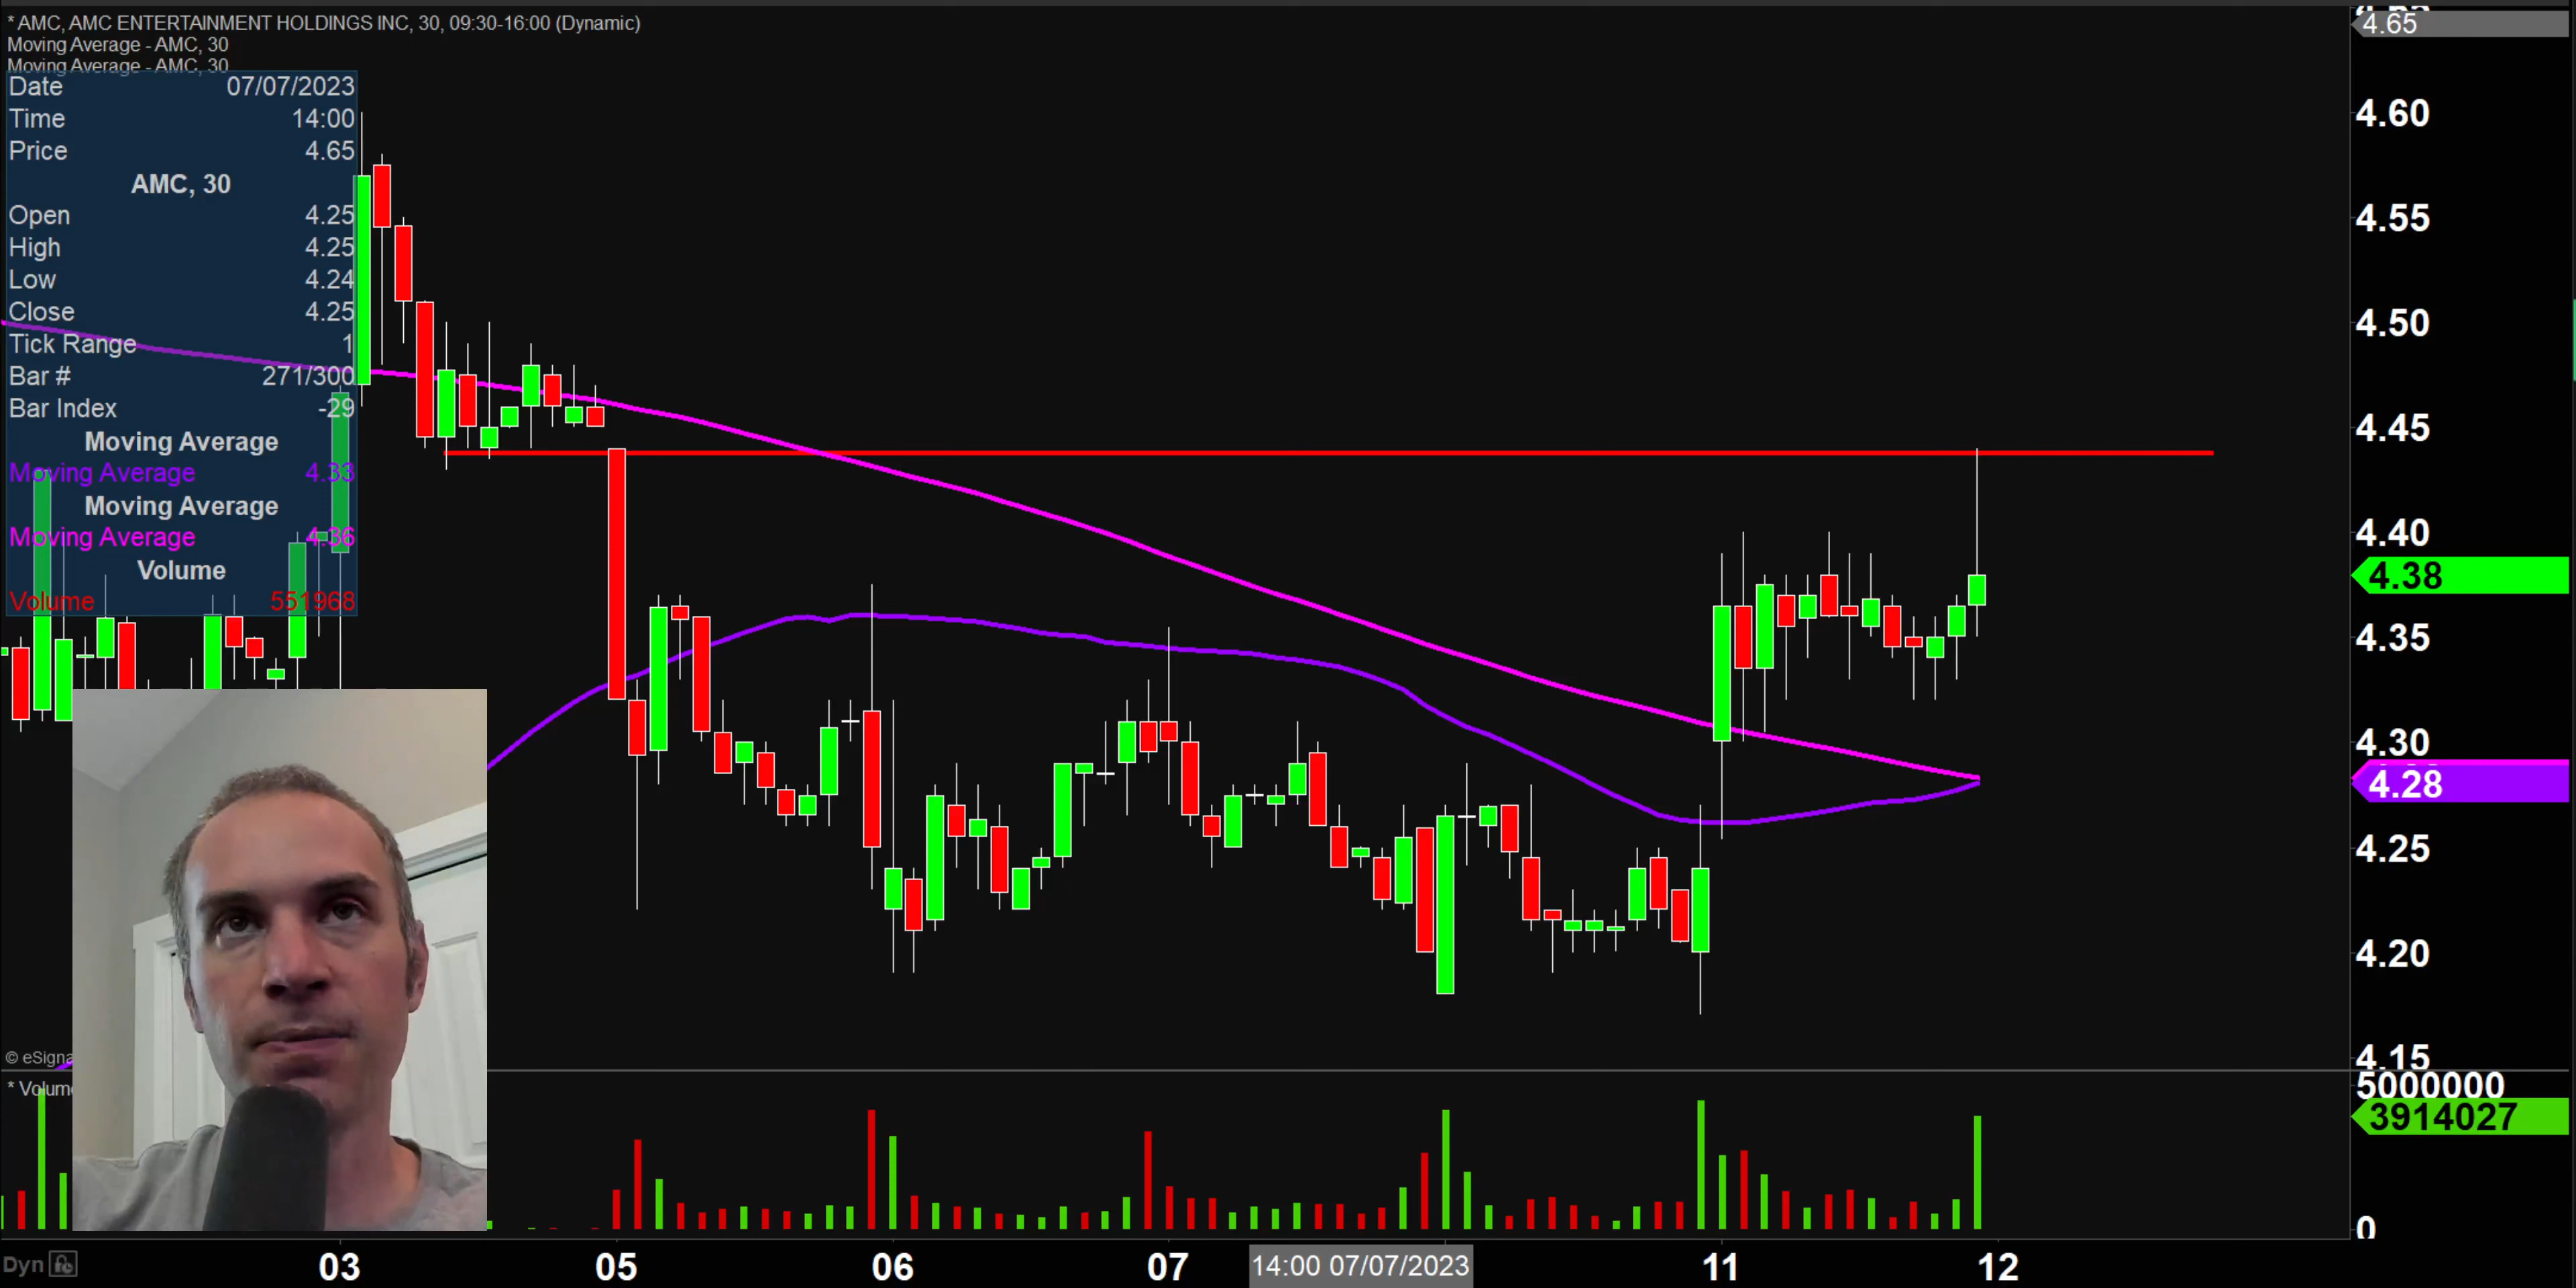 * AMC, AMC ENTERTAINMENT HOLDINGS INC, 30, 09:30-16:00 (Dynamic)
Moving Average - AMC, 30
Moving Average - AMC, 30
Date 07/07/2023
Time 14:00
Price 4.65
AMC, 30
Open 4.25
High 4.25
Low 4.24
Close 4.25
Tick Range 1
Bar # 271/300
Bar Index -29
Moving Average
Moving Average 4.33
Moving Average
Moving Average 4.36
Volume
Volume 551968
4.65
4.60
4.55
4.50
4.45
4.40
4.38
4.35
4.30
4.28
4.25
4.20
4.15
© eSigna
* Volum
5000000
3914027
0
Dyn
03 05 06 07 14:00 07/07/2023 11 12